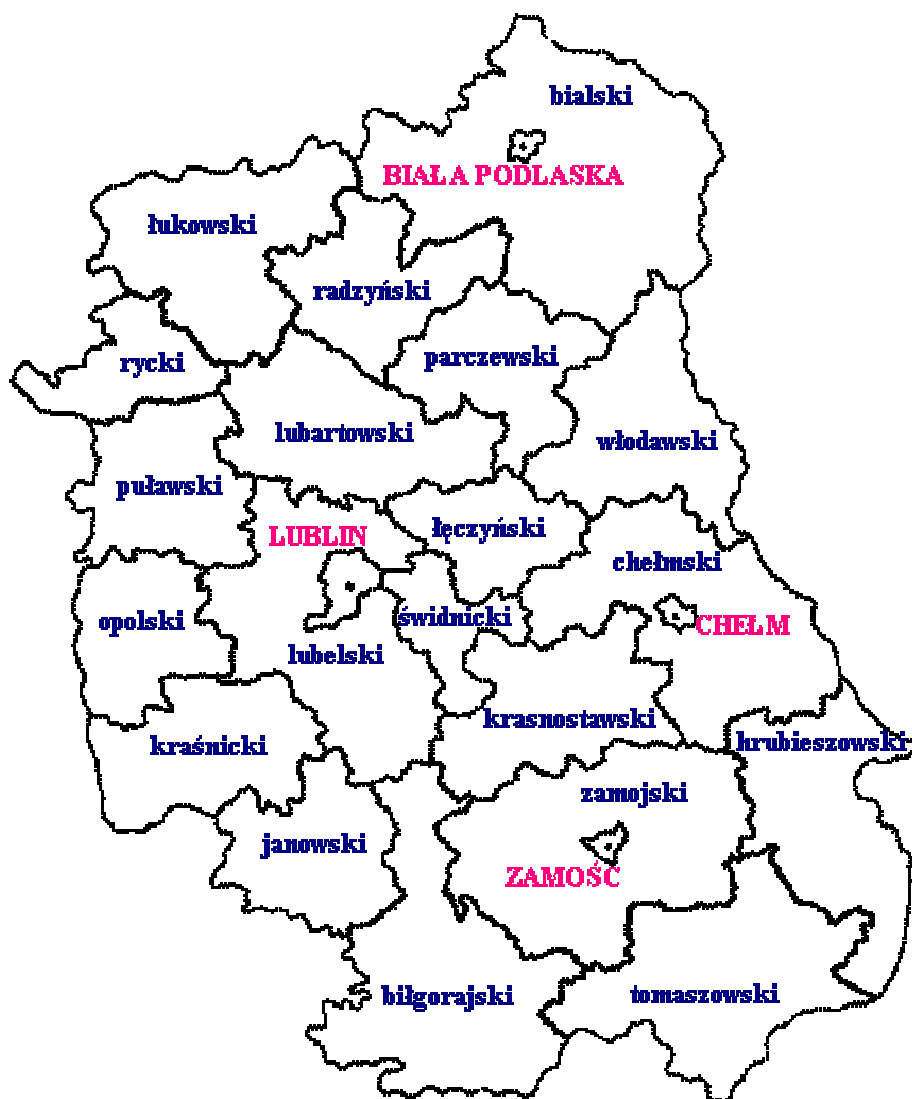 bialski
BIAŁA PODLASKA
łukowski
radzyński
parczewski
rycki
lubartowski
włodawski
puławski
LUBLIN
łęczyński
chełmski
opolski
świdnicki
CHEŁM
lubelski
krasnostawski
kraśnicki
hrubieszowski
zamojski
janowski
ZAMOŚĆ
biłgorajski
tomaszowski